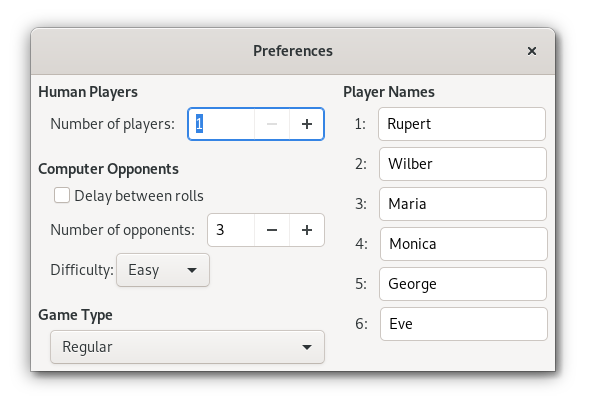 Preferences
Human Players
Number of players: 1
Computer Opponents
Delay between rolls
Number of opponents: 3
Difficulty: Easy
Game Type
Regular
Player Names
1: Rupert
2: Wilber
3: Maria
4: Monica
5: George
6: Eve